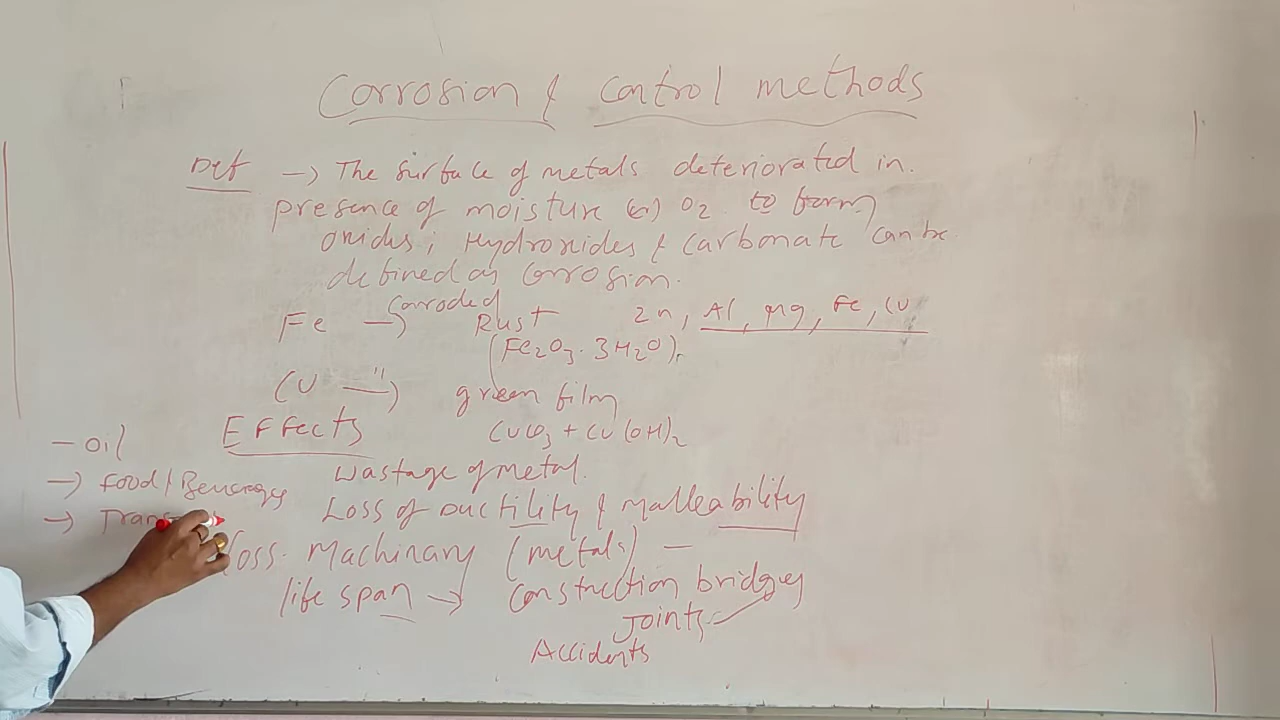 Corrosion & Control methods
Def → The surface of metals deteriorated in.
presence of moisture (or) O2 to form
oxides; Hydroxides & Carbonate can be
defined as corrosion.
Fe → Corroded Rust Zn, Al, Mg, Fe, Cu
(Fe2O3. 3H2O).
Cu —"→ green film
CuCO3 + Cu(OH)2
Effects
Wastage of metal.
Loss of Ductility & Malleability
Loss. Machinary (metals) —
life span → Constrection bridges
Joints
Accidents
- Oil
→ Food/Beverages
→ Trans